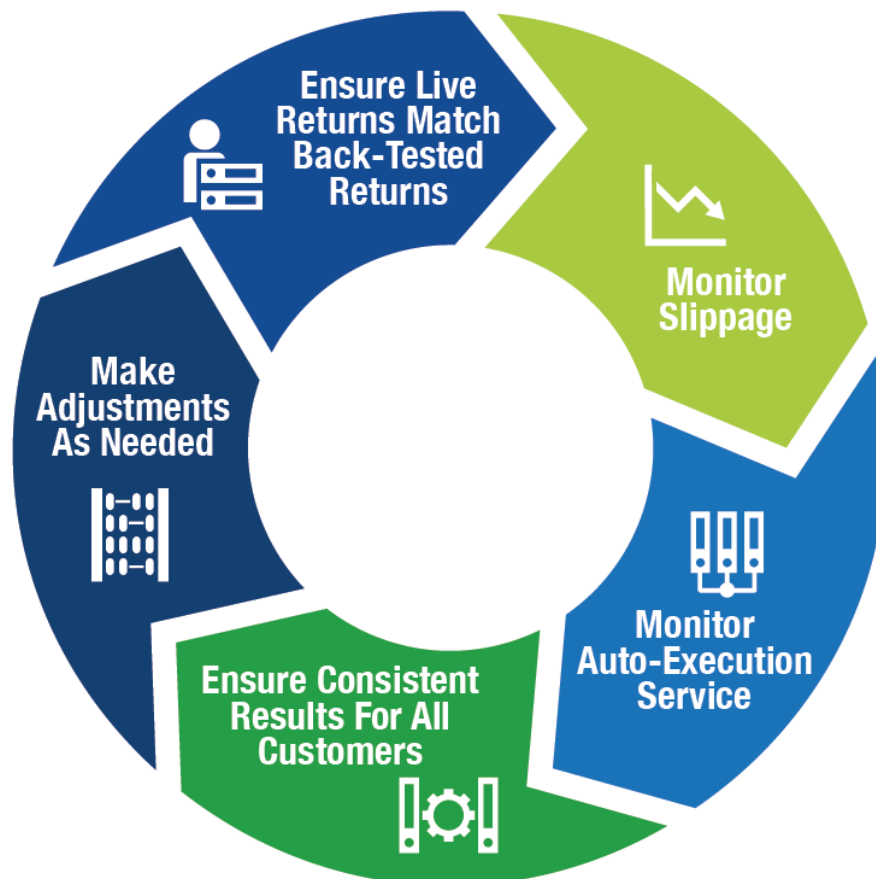 Ensure Live
Returns Match
Back-Tested
Returns
Monitor
Slippage
Monitor
Auto-Execution
Service
Ensure Consistent
Results For All
Customers
Make
Adjustments
As Needed